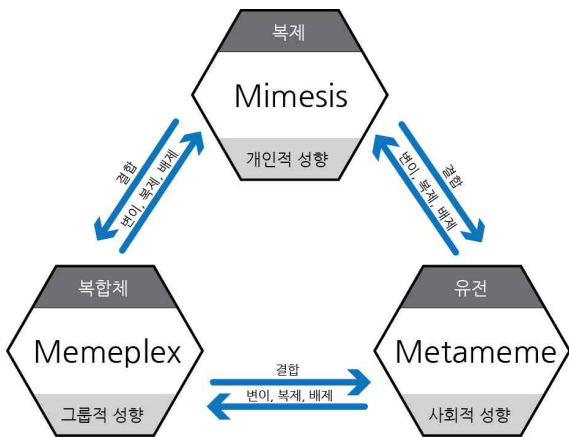 복제
Mimesis
개인적 성향
결합
변이, 복제, 배제
결합
변이, 복제, 배제
복합체
Memeplex
그룹적 성향
결합
변이, 복제, 배제
유전
Metameme
사회적 성향